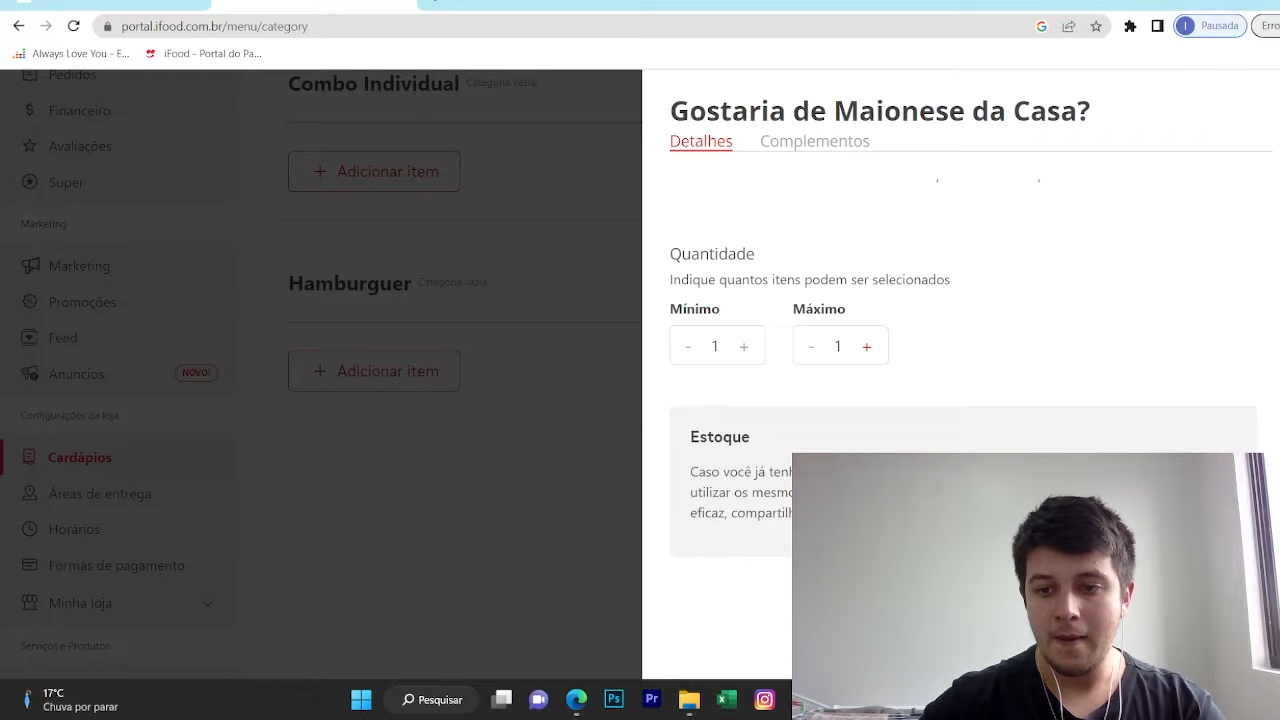 portal.ifood.com.br/menu/category
Pausada
Erro
Always Love You - E...
iFood - Portal do Pa...
Pedidos
Financeiro
Avaliações
Super
Marketing
Marketing
Promoções
Feed
Anúncios
NOVO!
Configurações da loja
Cardápios
Áreas de entrega
Horários
Formas de pagamento
Minha loja
Serviços e Produtos
Combo Individual Categoria vazia
+ Adicionar item
Hamburguer Categoria vazia
+ Adicionar item
Gostaria de Maionese da Casa?
Detalhes Complementos
Quantidade
Indique quantos itens podem ser selecionados
Mínimo Máximo
- 1 + - 1 +
Estoque
Caso você já
utilizar os
eficaz,
17°C
Chuva por parar
Pesquisar
Ps
Pr